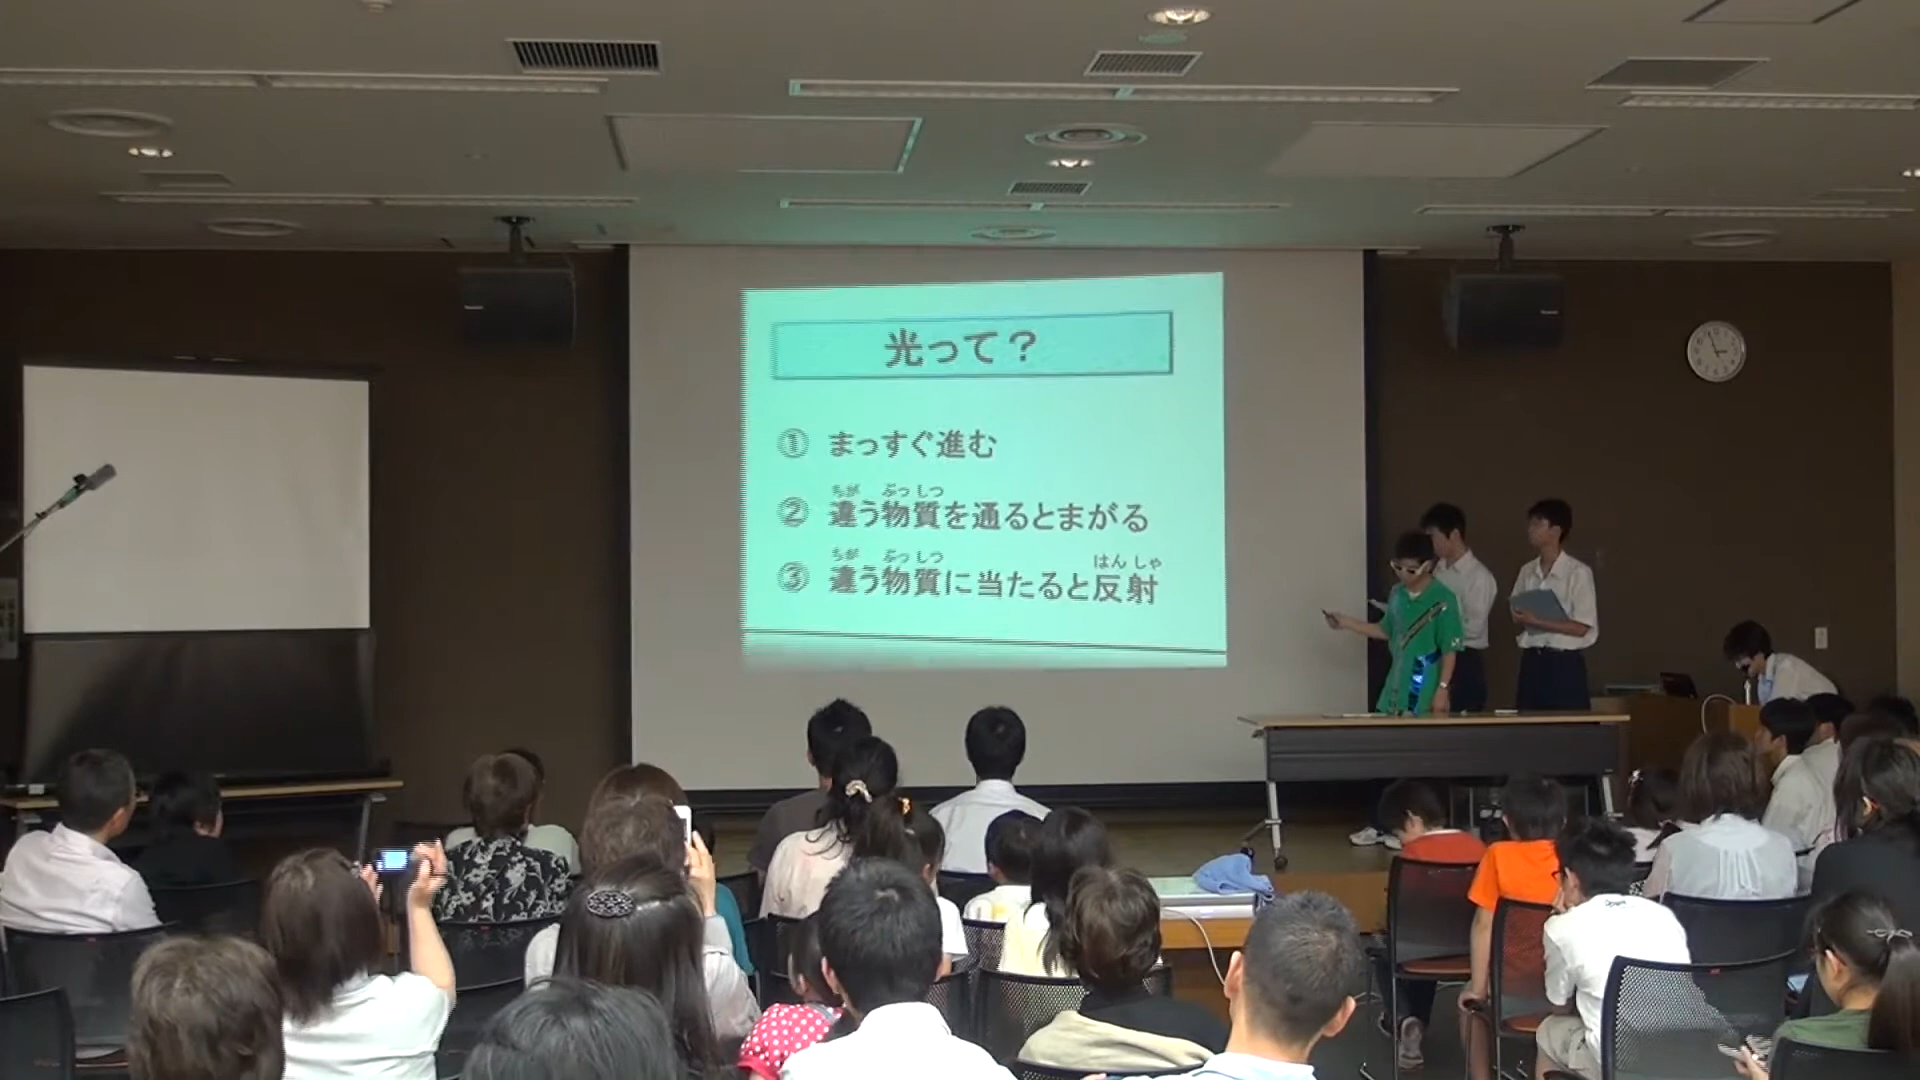 光って？
① まっすぐ進む
ちが ぶっしつ
② 違う物質を通るとまがる
ちが ぶっしつ はんしゃ
③ 違う物質に当たると反射